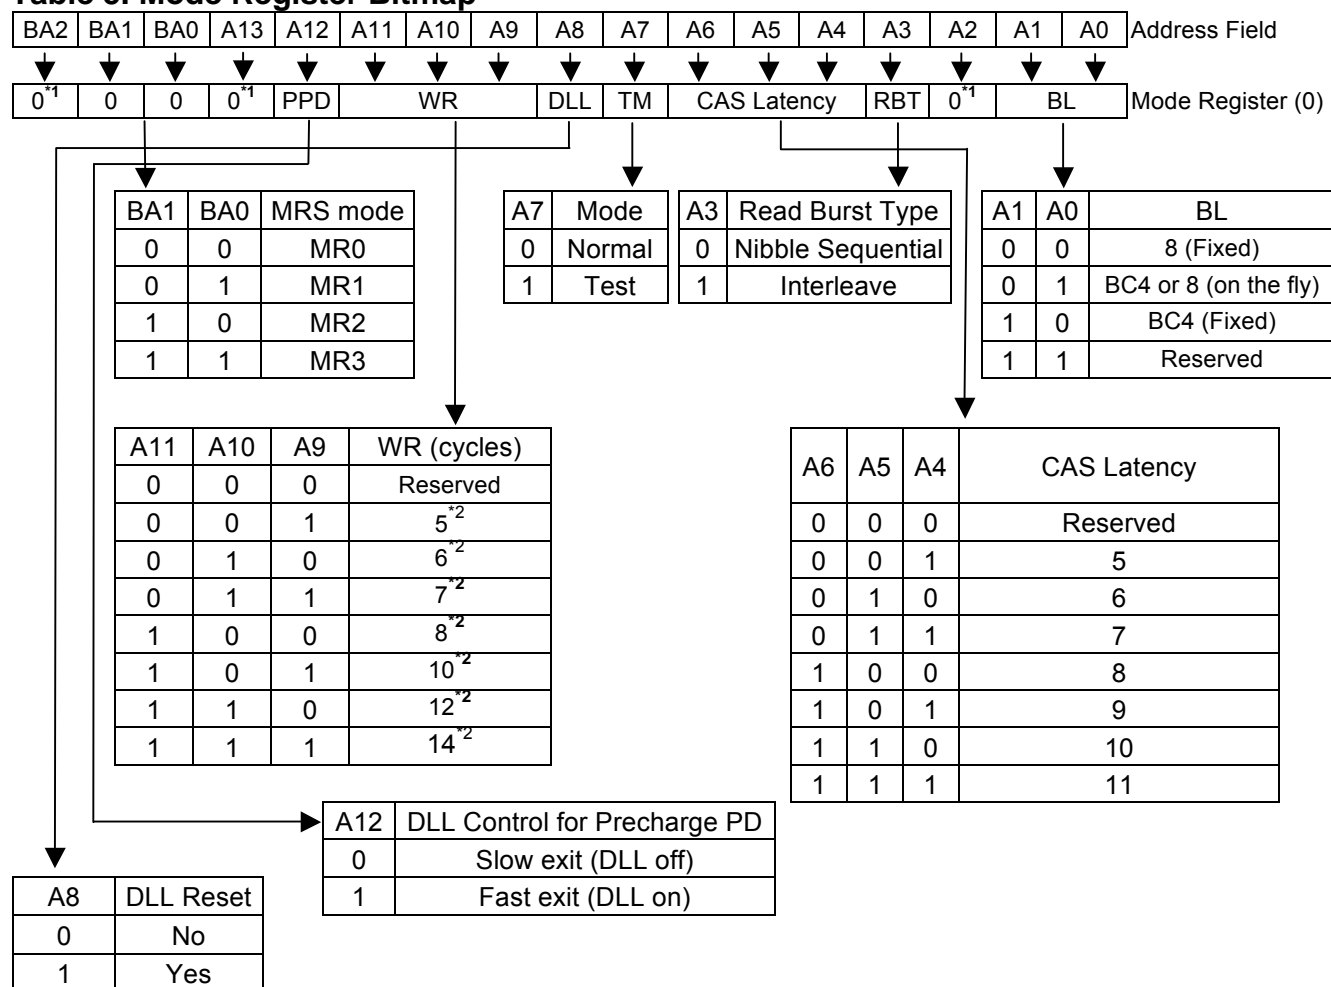 Table 3. Mode Register Bitmap
BA2 BA1 BA0 A13 A12 A11 A10 A9 A8 A7 A6 A5 A4 A3 A2 A1 A0 Address Field
0*1 0 0 0*1 PPD WR DLL TM CAS Latency RBT 0*1 BL Mode Register (0)
BA1 BA0 MRS mode
0 0 MR0
0 1 MR1
1 0 MR2
1 1 MR3
A7 Mode
0 Normal
1 Test
A3 Read Burst Type
0 Nibble Sequential
1 Interleave
A1 A0 BL
0 0 8 (Fixed)
0 1 BC4 or 8 (on the fly)
1 0 BC4 (Fixed)
1 1 Reserved
A11 A10 A9 WR (cycles)
0 0 0 Reserved
0 0 1 5*2
0 1 0 6*2
0 1 1 7*2
1 0 0 8*2
1 0 1 10*2
1 1 0 12*2
1 1 1 14*2
A6 A5 A4 CAS Latency
0 0 0 Reserved
0 0 1 5
0 1 0 6
0 1 1 7
1 0 0 8
1 0 1 9
1 1 0 10
1 1 1 11
A12 DLL Control for Precharge PD
0 Slow exit (DLL off)
1 Fast exit (DLL on)
A8 DLL Reset
0 No
1 Yes